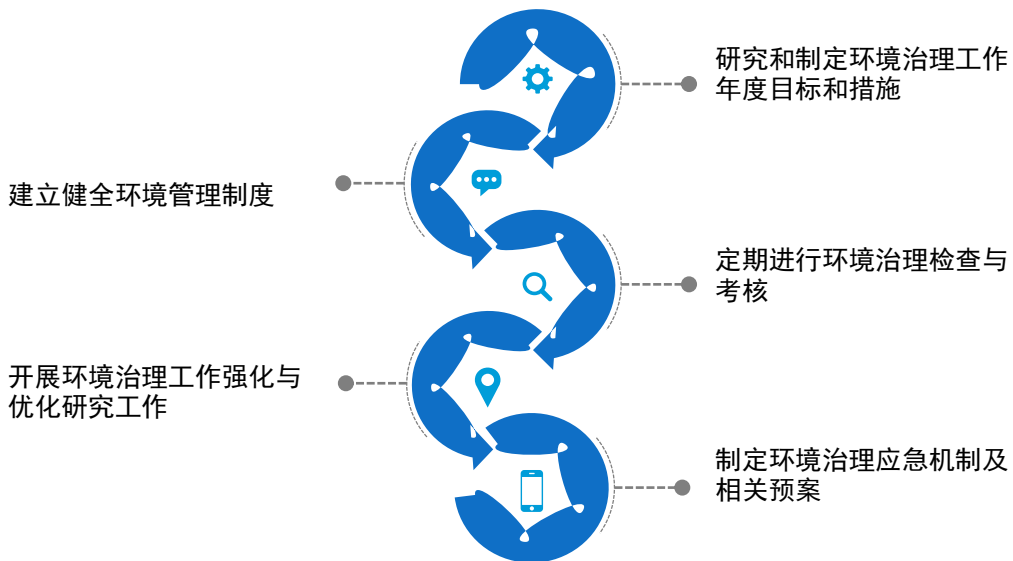 研究和制定环境治理工作
年度目标和措施
建立健全环境管理制度
定期进行环境治理检查与
考核
开展环境治理工作强化与
优化研究工作
制定环境治理应急机制及
相关预案